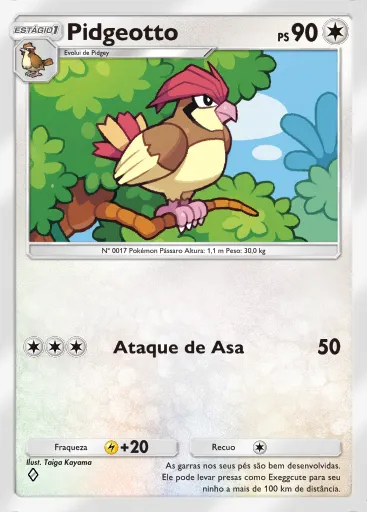 ESTÁGIO 1
Pidgeotto
PS 90
Evolui de Pidgey
Nº 0017 Pokémon Pássaro Altura: 1,1 m Peso: 30,0 kg
Ataque de Asa 50
Fraqueza +20 Recuo
Ilust. Taiga Kayama
As garras nos seus pés são bem desenvolvidas.
Ele pode levar presas como Exeggcute para seu
ninho a mais de 100 km de distância.